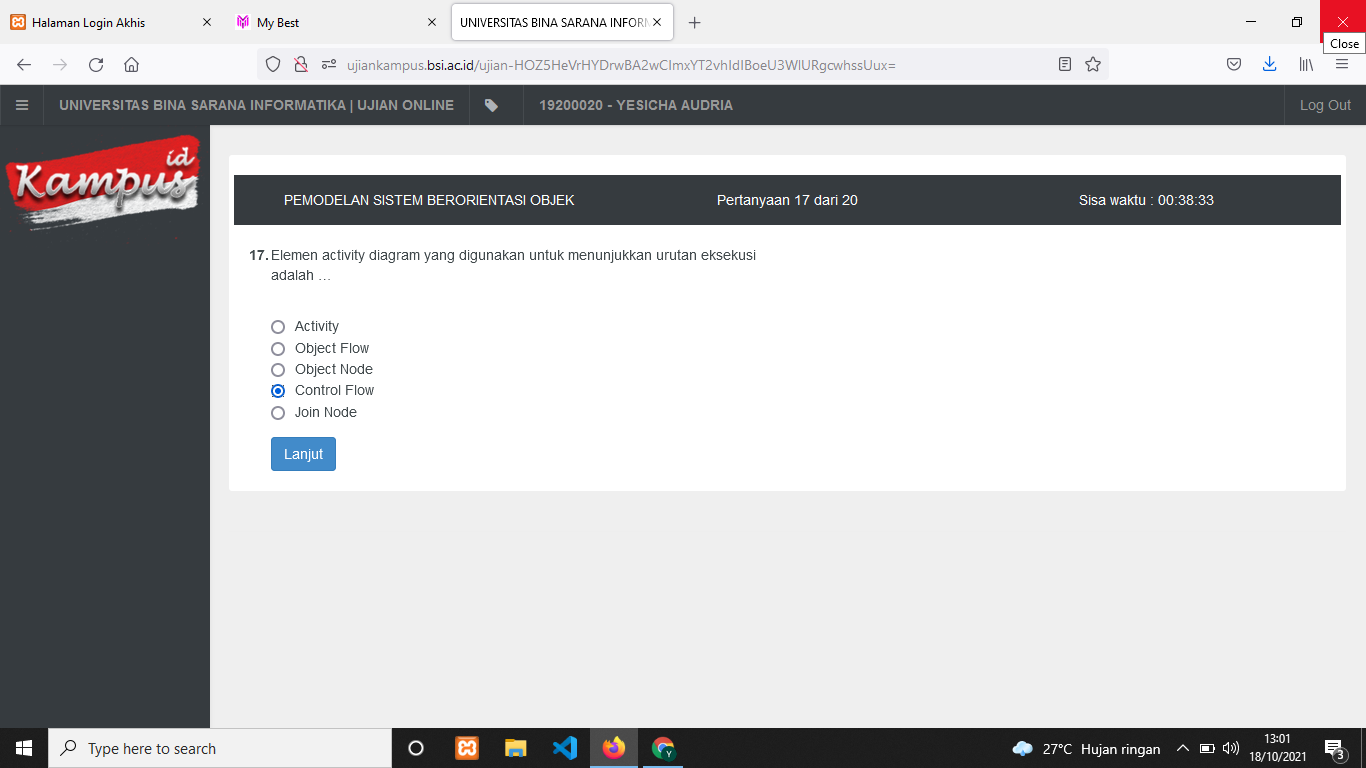 Halaman Login Akhis
My Best
UNIVERSITAS BINA SARANA INFOR
Close
ujiankampus.bsi.ac.id/ujian-HOZ5HeVrHYDrwBA2wCImxYT2vhIdIBoeU3WlURgcwhssUux=
UNIVERSITAS BINA SARANA INFORMATIKA | UJIAN ONLINE
19200020 - YESICHA AUDRIA
Log Out
Kampus id
PEMODELAN SISTEM BERORIENTASI OBJEK
Pertanyaan 17 dari 20
Sisa waktu : 00:38:33
17. Elemen activity diagram yang digunakan untuk menunjukkan urutan eksekusi
adalah …
Activity
Object Flow
Object Node
Control Flow
Join Node
Lanjut
Type here to search
Y
27°C Hujan ringan
13:01
18/10/2021
3